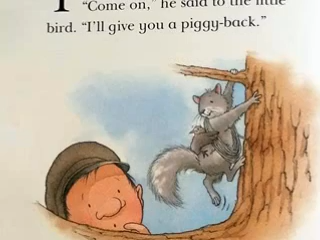 "Come on," he said to the little
bird. "I'll give you a piggy-back."